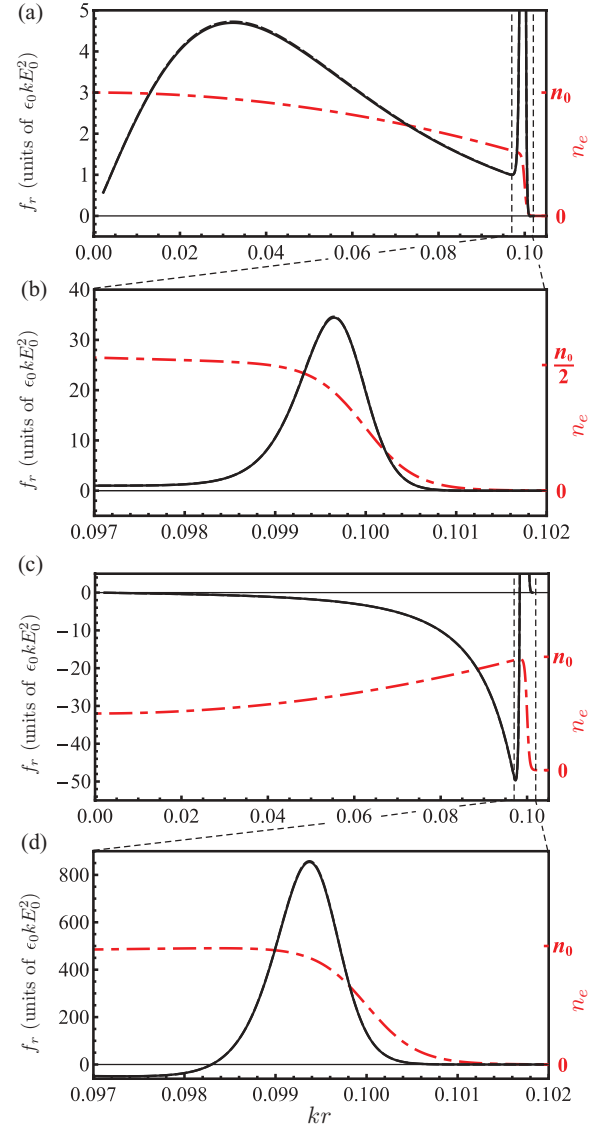 (a)
5
4
3
2
1
0
f_r (units of ϵ₀kE₀²)
n₀
0
n_e
0.00 0.02 0.04 0.06 0.08 0.10
(b)
40
30
20
10
0
f_r (units of ϵ₀kE₀²)
n₀/2
0
n_e
0.097 0.098 0.099 0.100 0.101 0.102
(c)
0
−10
−20
−30
−40
−50
f_r (units of ϵ₀kE₀²)
n₀
0
n_e
0.00 0.02 0.04 0.06 0.08 0.10
(d)
800
600
400
200
0
f_r (units of ϵ₀kE₀²)
n₀
0
n_e
0.097 0.098 0.099 0.100 0.101 0.102
kr